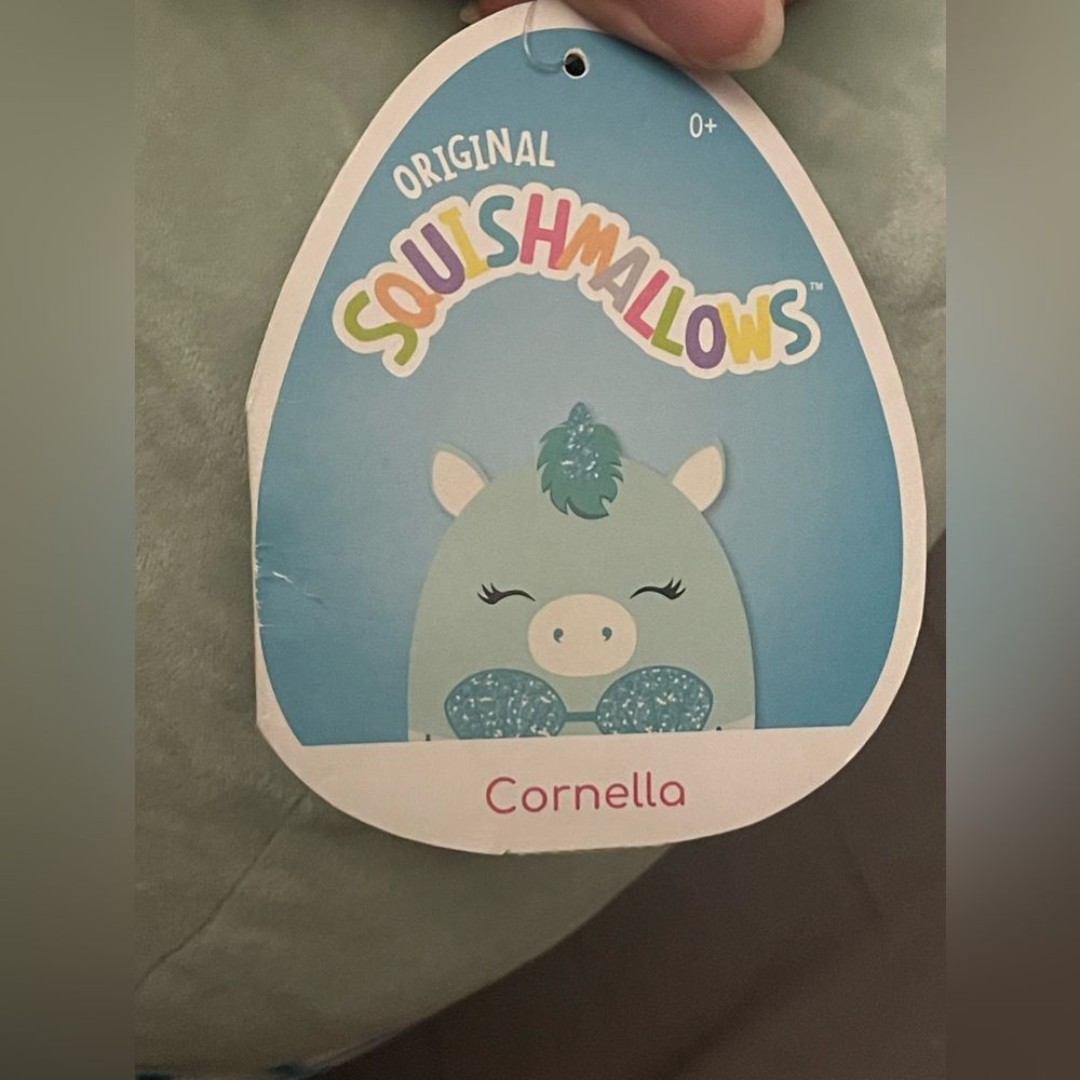 0+
ORIGINAL
SQUISHMALLOWS™
Cornella